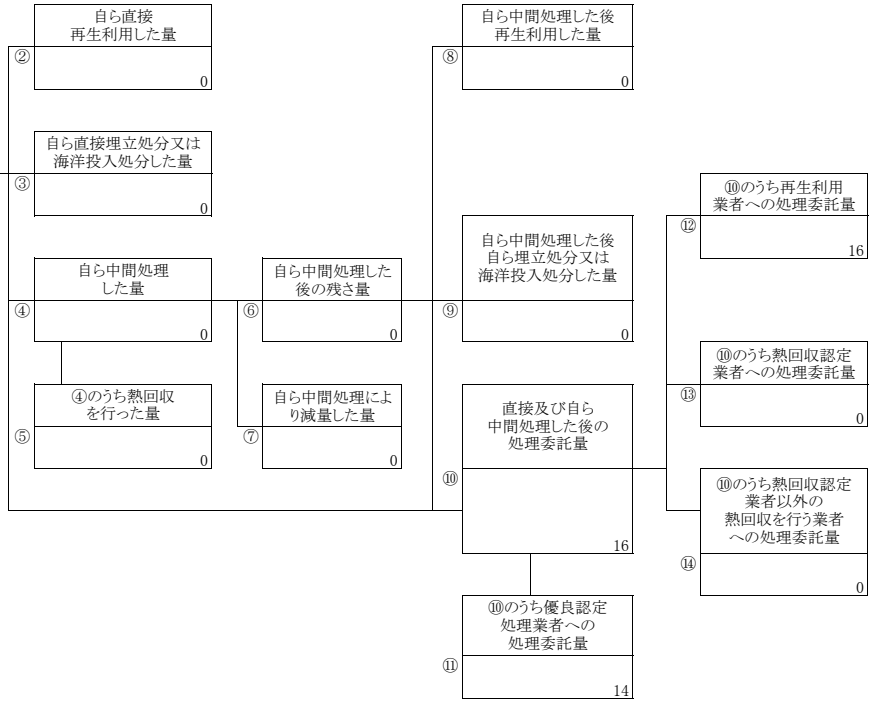 自ら直接
再生利用した量
②
0
自ら直接埋立処分又は
海洋投入処分した量
③
0
自ら中間処理
した量
④
0
④のうち熱回収
を行った量
⑤
0
自ら中間処理した
後の残さ量
⑥
0
自ら中間処理によ
り減量した量
⑦
0
自ら中間処理した後
再生利用した量
⑧
0
自ら中間処理した後
自ら埋立処分又は
海洋投入処分した量
⑨
0
直接及び自ら
中間処理した後の
処理委託量
⑩
16
⑩のうち優良認定
処理業者への
処理委託量
⑪
14
⑩のうち再生利用
業者への処理委託量
⑫
16
⑩のうち熱回収認定
業者への処理委託量
⑬
0
⑩のうち熱回収認定
業者以外の
熱回収を行う業者
への処理委託量
⑭
0